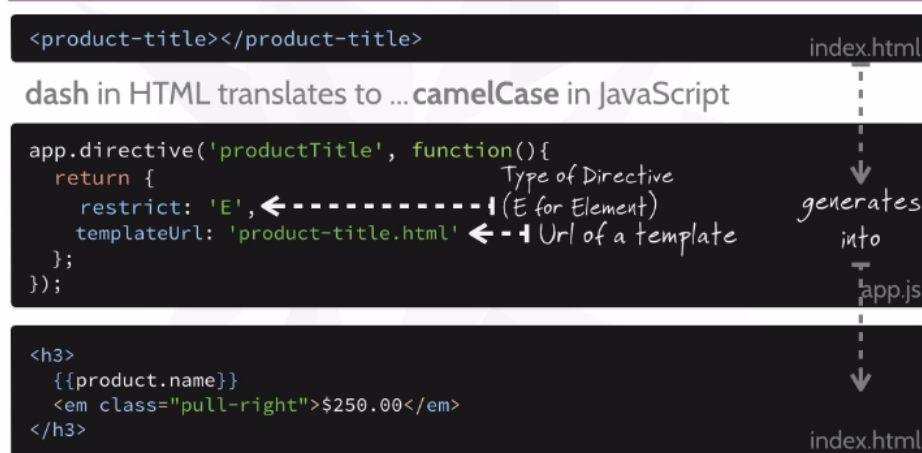 <product-title></product-title>
index.html
dash in HTML translates to ... camelCase in JavaScript
app.directive('productTitle', function(){
  return {
    restrict: 'E',
Type of Directive
(E for Element)
    templateUrl: 'product-title.html'
Url of a template
  };
});
generates
into
app.js
<h3>
  {{product.name}}
  <em class="pull-right">$250.00</em>
</h3>
index.html